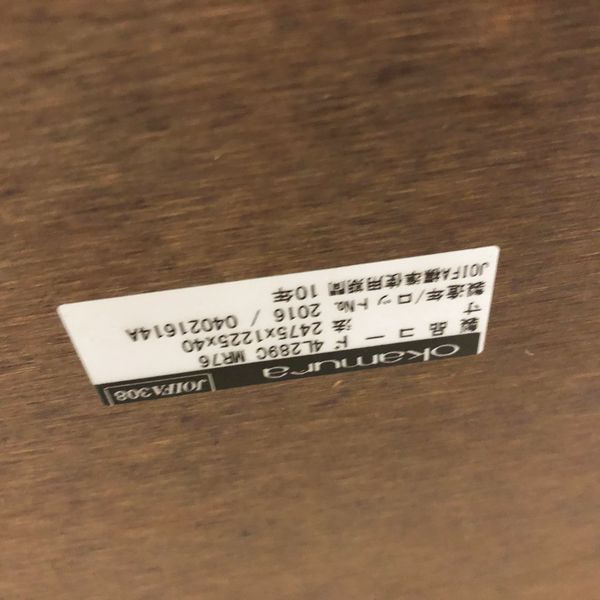 okamura JOIFA308
製品コード 4L289C MR76
寸法 2475x1225x40
製造年/ロットNo. 2016 / 04021614A
JOIFA標準使用期間 10年